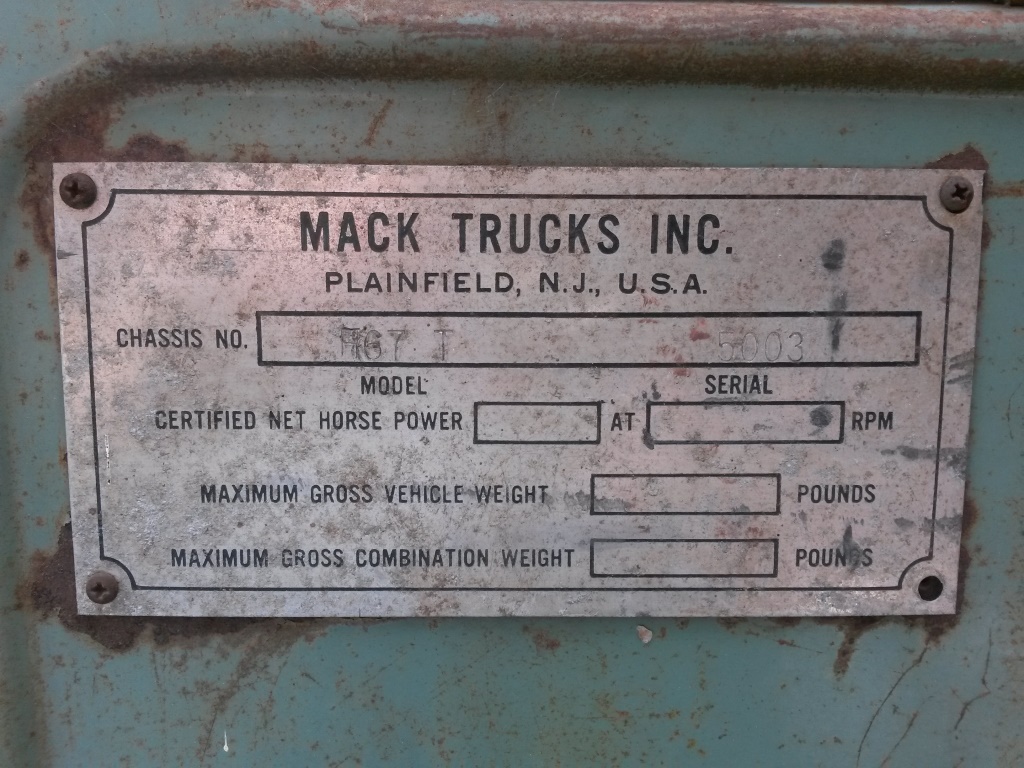 MACK TRUCKS INC.
PLAINFIELD, N.J., U.S.A.
CHASSIS NO. H67 T 5003
MODEL SERIAL
CERTIFIED NET HORSE POWER AT RPM
MAXIMUM GROSS VEHICLE WEIGHT POUNDS
MAXIMUM GROSS COMBINATION WEIGHT POUNDS